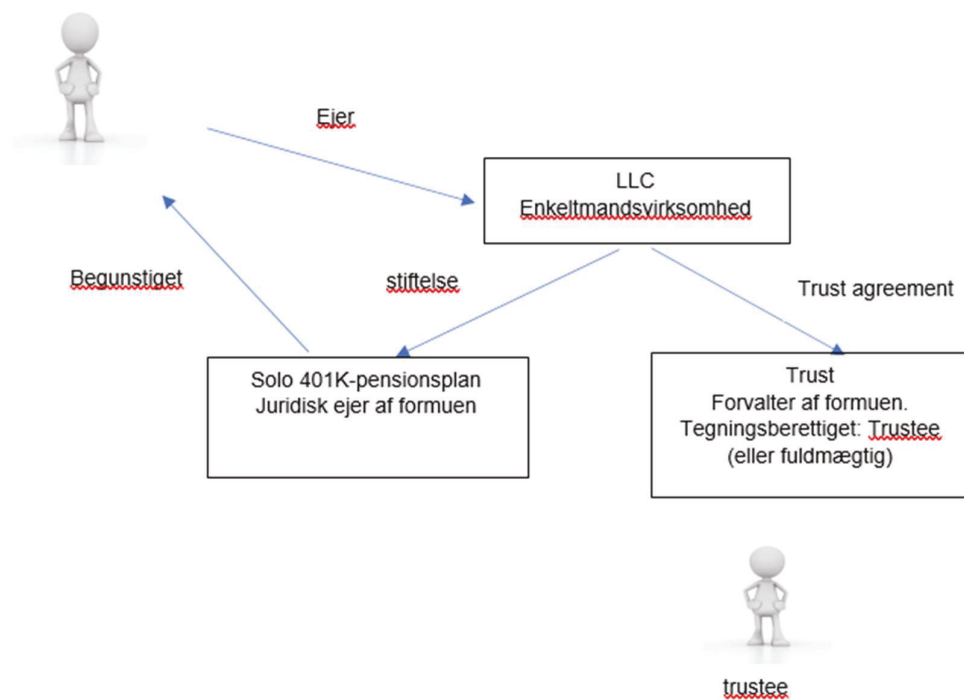 Ejer
LLC
Enkeltmandsvirksomhed
Begunstiget
stiftelse
Trust agreement
Solo 401K-pensionsplan
Juridisk ejer af formuen
Trust
Forvalter af formuen.
Tegningsberettiget: Trustee
(eller fuldmægtig)
trustee